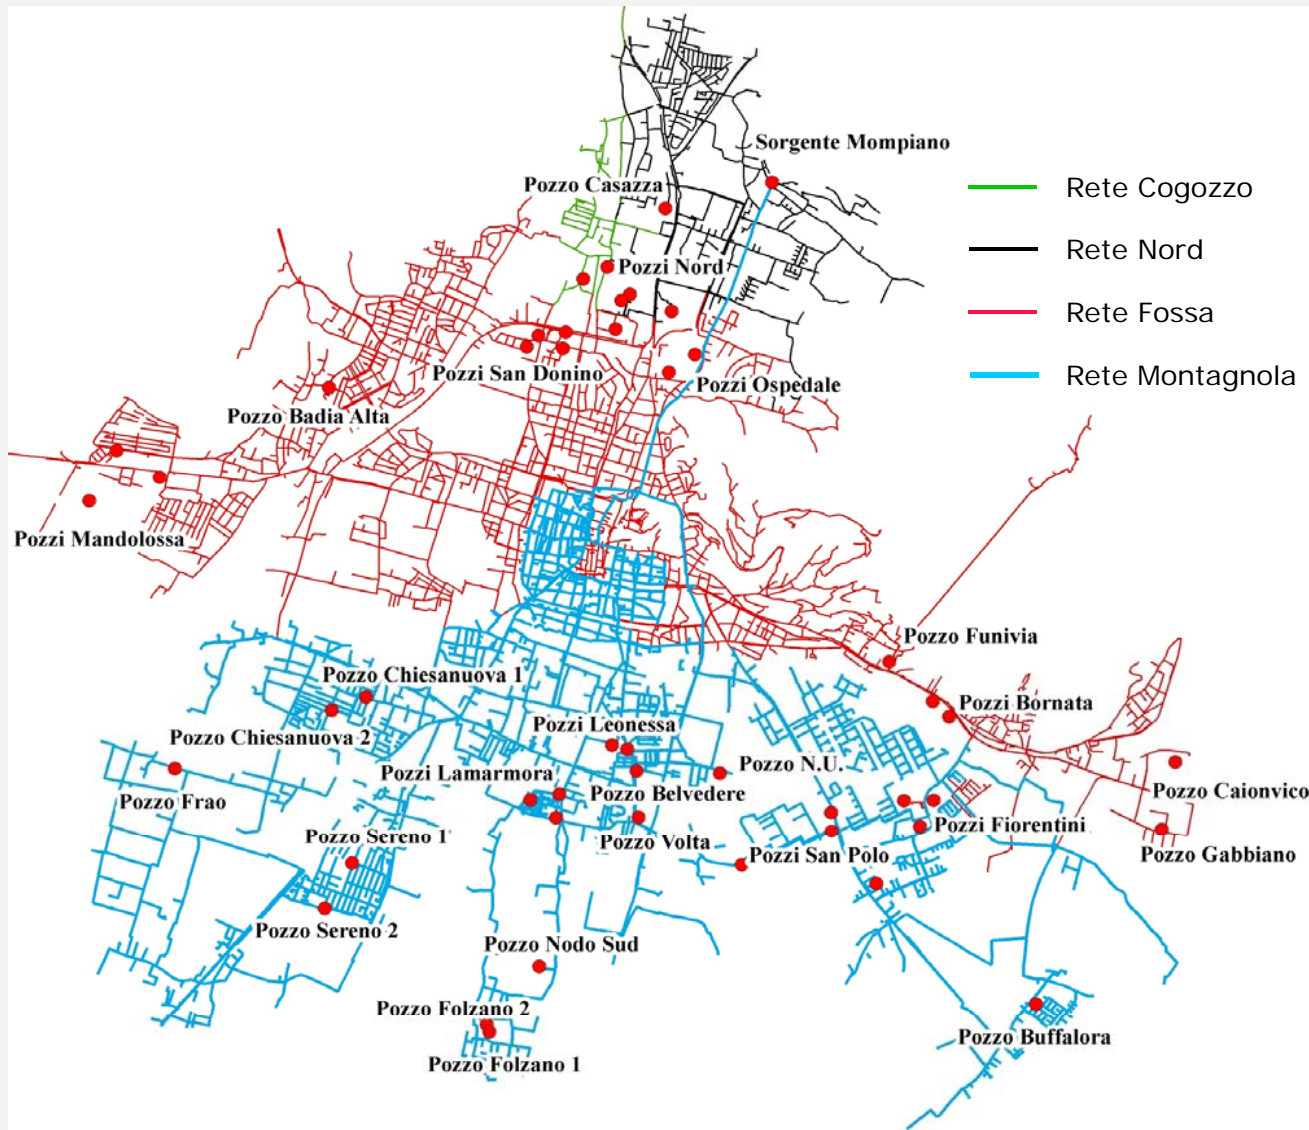 Sorgente Mompiano
Pozzo Casazza
Rete Cogozzo
Rete Nord
Pozzi Nord
Rete Fossa
Pozzi San Donino
Rete Montagnola
Pozzi Ospedale
Pozzo Badia Alta
Pozzi Mandolossa
Pozzo Funivia
Pozzo Chiesanuova 1
Pozzi Bornata
Pozzi Leonessa
Pozzo Chiesanuova 2
Pozzo N.U.
Pozzi Lamarmora
Pozzo Belvedere
Pozzo Caionvico
Pozzo Frao
Pozzi Fiorentini
Pozzo Sereno 1
Pozzo Volta
Pozzi San Polo
Pozzo Gabbiano
Pozzo Sereno 2
Pozzo Nodo Sud
Pozzo Folzano 2
Pozzo Buffalora
Pozzo Folzano 1